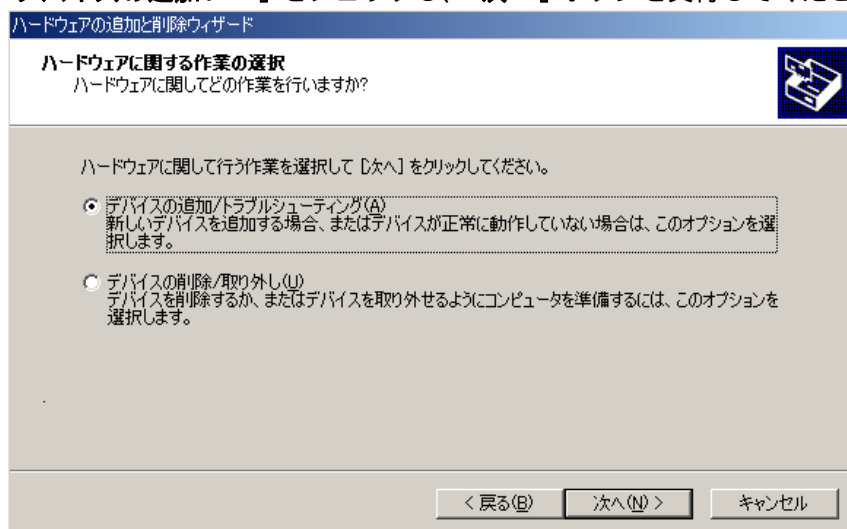 ハードウェアの追加と削除ウィザード
ハードウェアに関する作業の選択
ハードウェアに関してどの作業を行いますか?
ハードウェアに関して行う作業を選択して [次へ] をクリックしてください。
デバイスの追加/トラブルシューティング(A)
新しいデバイスを追加する場合、またはデバイスが正常に動作していない場合は、このオプションを選
択します。
デバイスの削除/取り外し(U)
デバイスを削除するか、またはデバイスを取り外せるようにコンピュータを準備するには、このオプションを
選択します。
< 戻る(B)
次へ(N) >
キャンセル